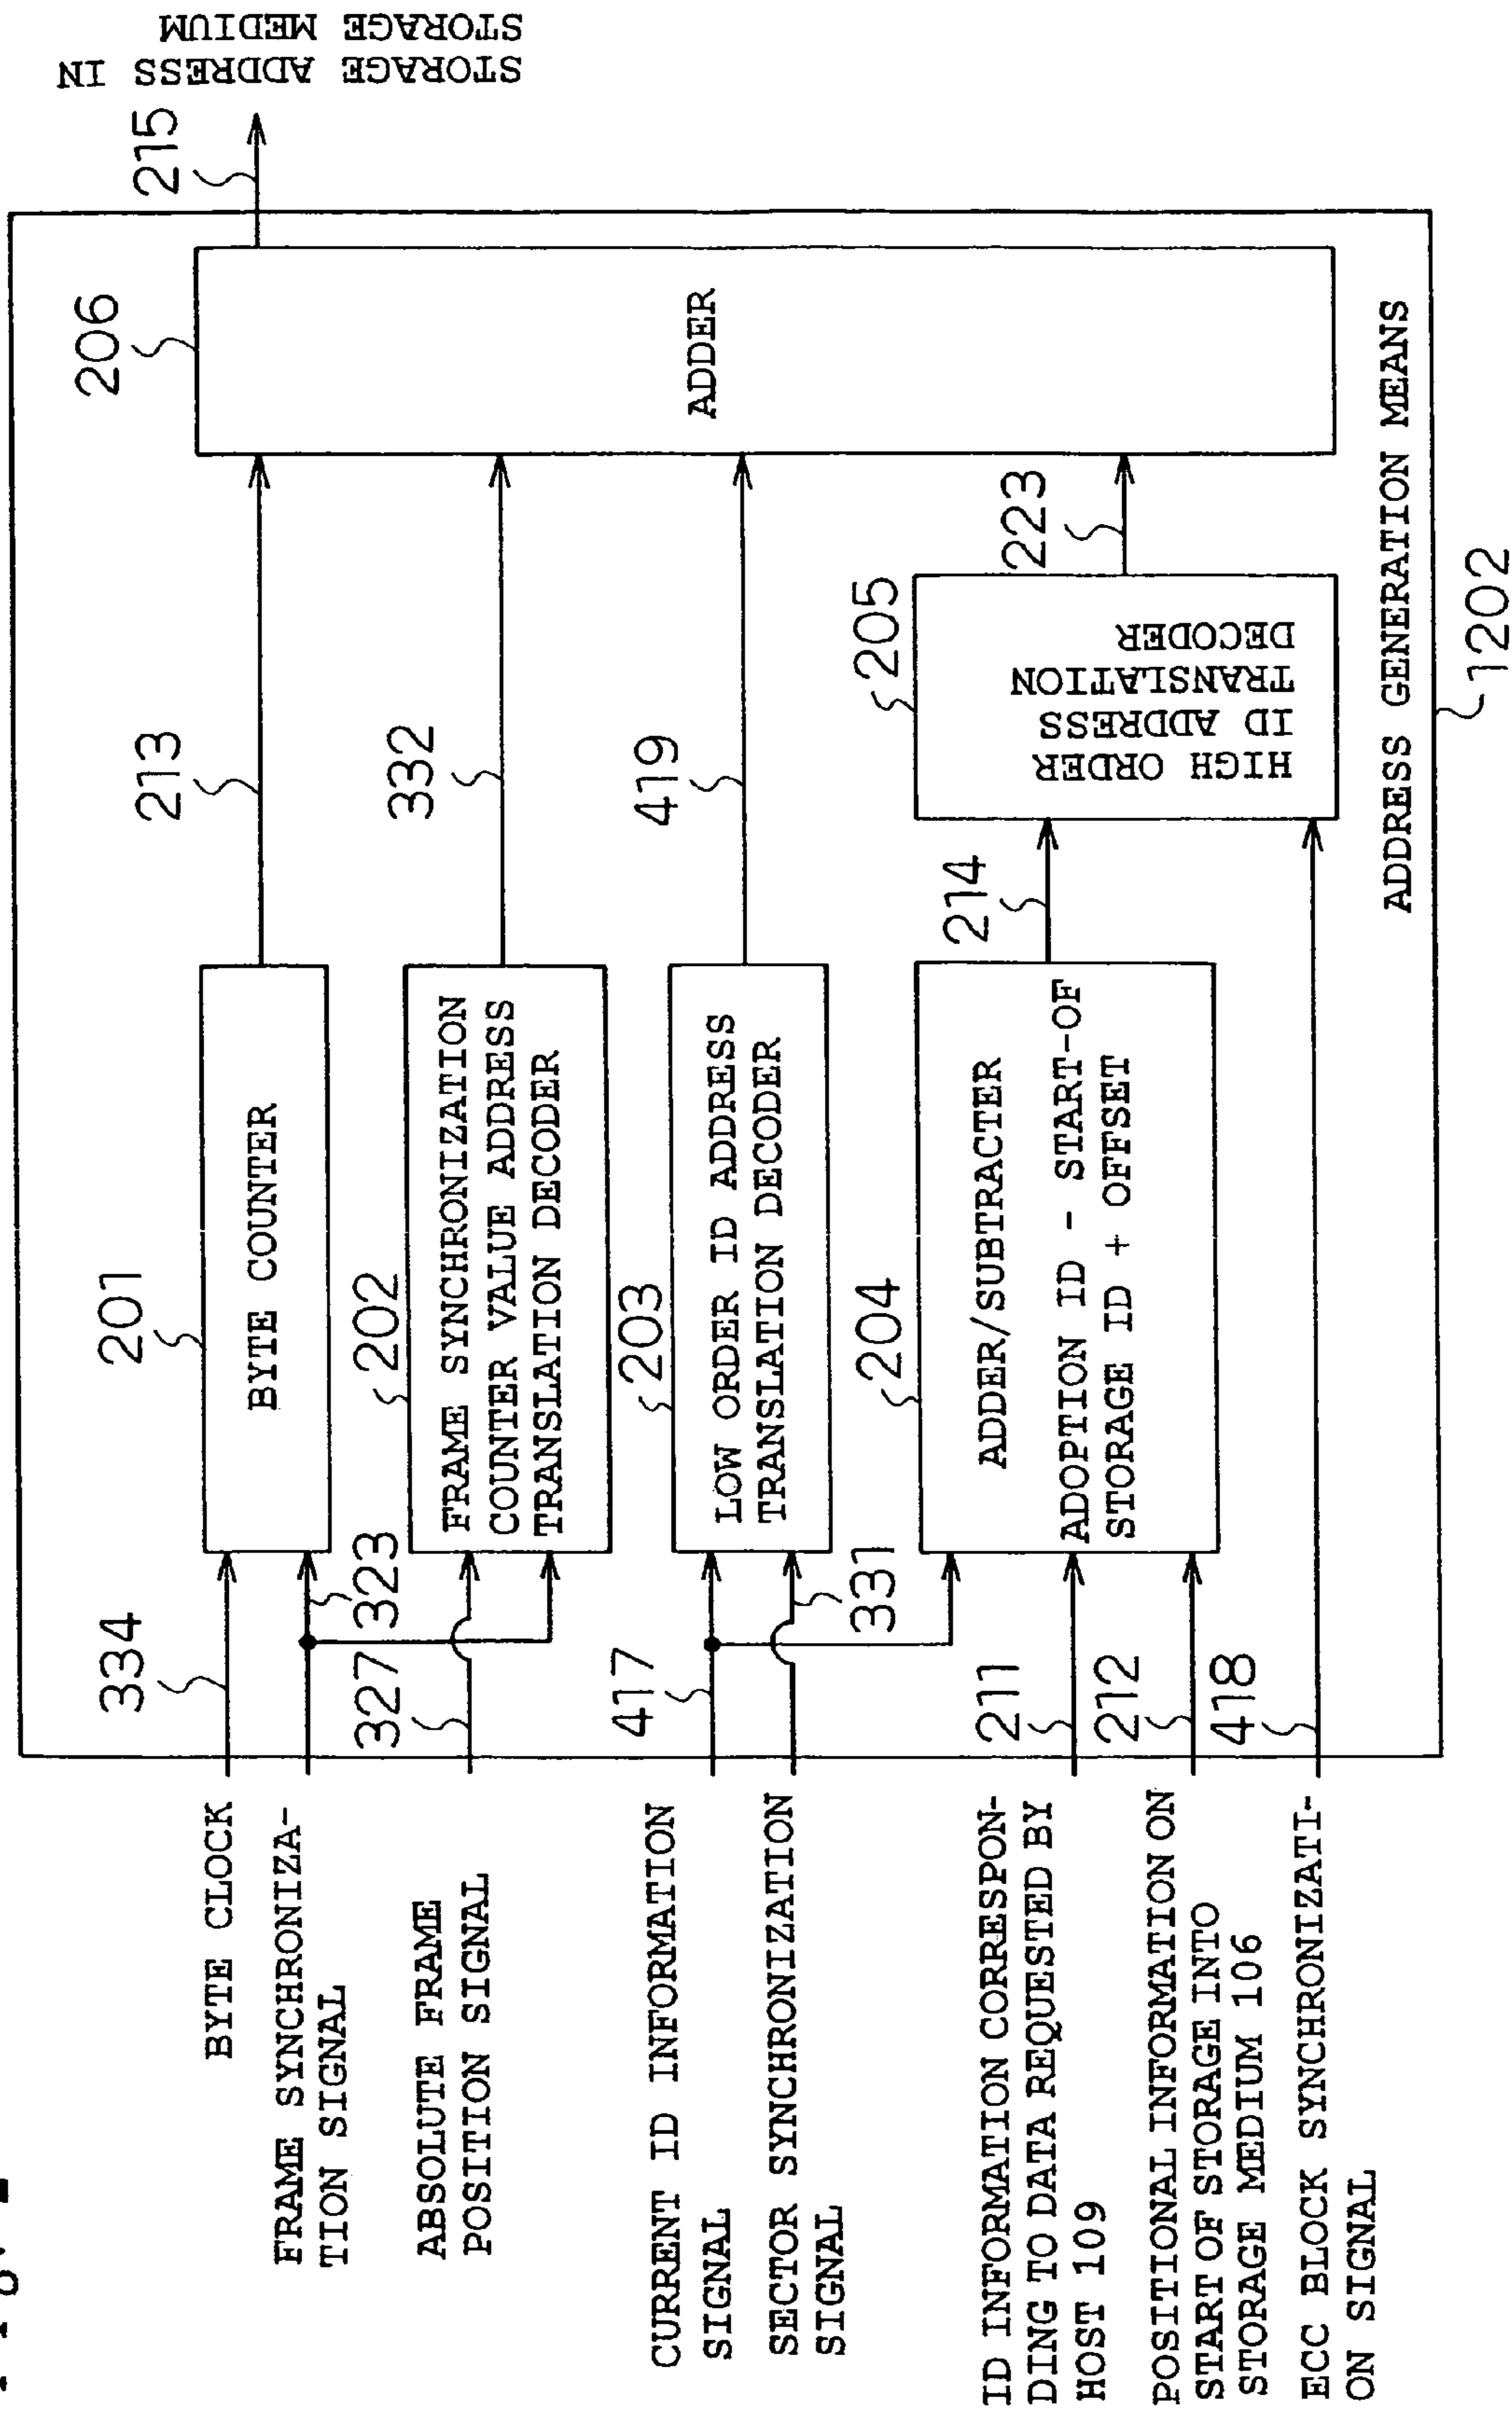 BYTE CLOCK
FRAME SYNCHRONIZA-
TION SIGNAL
ABSOLUTE FRAME
POSITION SIGNAL
CURRENT ID INFORMATION
SIGNAL
SECTOR SYNCHRONIZATION
SIGNAL
ID INFORMATION CORRESPON-
DING TO DATA REQUESTED BY
HOST 109
POSITIONAL INFORMATION ON
START OF STORAGE INTO
STORAGE MEDIUM 106
ECC BLOCK SYNCHRONIZATI-
ON SIGNAL
334
323
327
417
331
211
212
418
201
BYTE COUNTER
202
FRAME SYNCHRONIZATION
COUNTER VALUE ADDRESS
TRANSLATION DECODER
203
LOW ORDER ID ADDRESS
TRANSLATION DECODER
204
ADDER/SUBTRACTER
ADOPTION ID - START-OF
STORAGE ID + OFFSET
213
332
419
214
205
HIGH ORDER
ID ADDRESS
TRANSLATION
DECODER
223
206
ADDER
215
STORAGE ADDRESS IN
STORAGE MEDIUM
ADDRESS GENERATION MEANS
1202